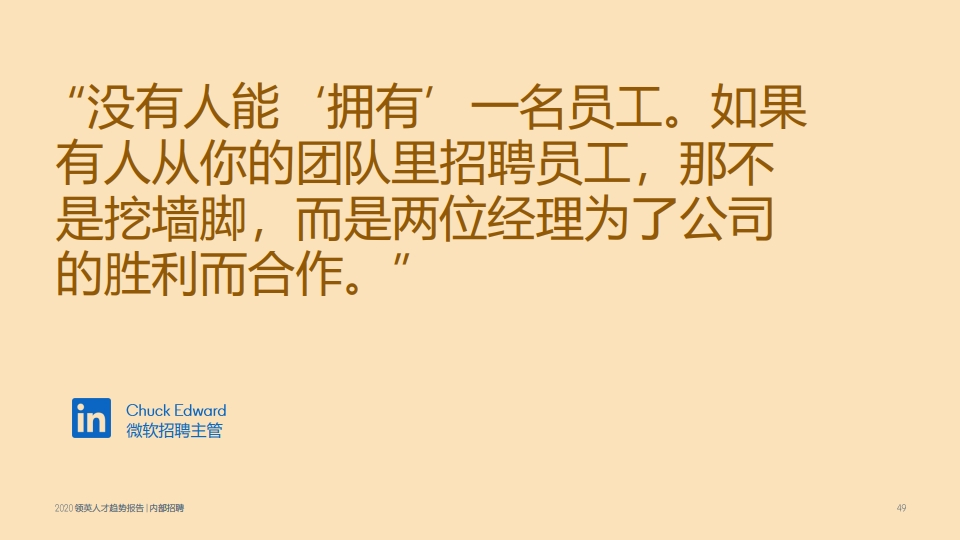 “没有人能‘拥有’一名员工。如果
有人从你的团队里招聘员工，那不
是挖墙脚，而是两位经理为了公司
的胜利而合作。”
in
Chuck Edward
微软招聘主管
2020 领英人才趋势报告 | 内部招聘
49